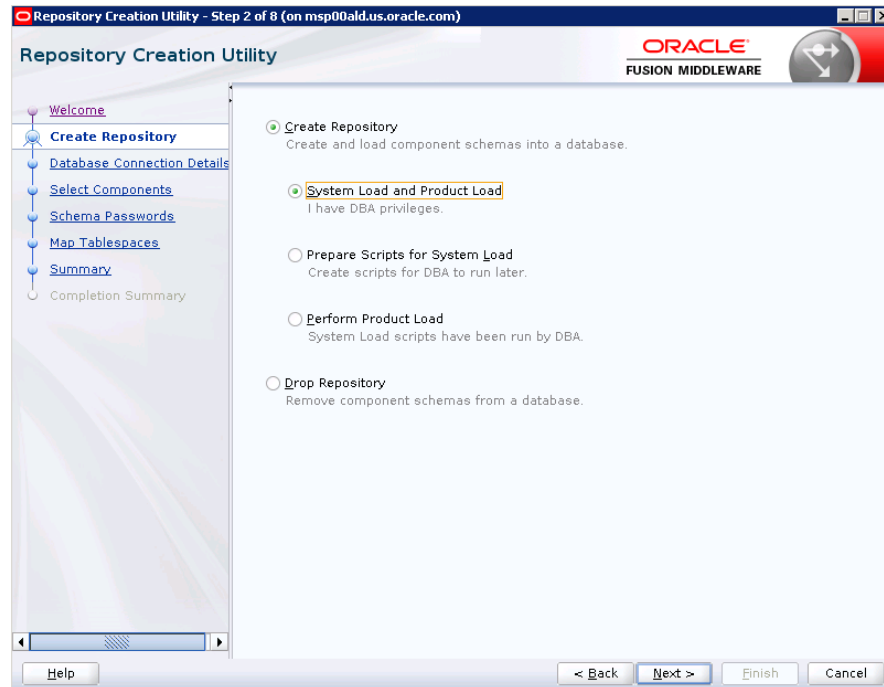 Repository Creation Utility - Step 2 of 8 (on msp00ald.us.oracle.com)
Repository Creation Utility
ORACLE
FUSION MIDDLEWARE
Welcome
Create Repository
Database Connection Details
Select Components
Schema Passwords
Map Tablespaces
Summary
Completion Summary
Create Repository
Create and load component schemas into a database.
System Load and Product Load
I have DBA privileges.
Prepare Scripts for System Load
Create scripts for DBA to run later.
Perform Product Load
System Load scripts have been run by DBA.
Drop Repository
Remove component schemas from a database.
Help
< Back
Next >
Finish
Cancel